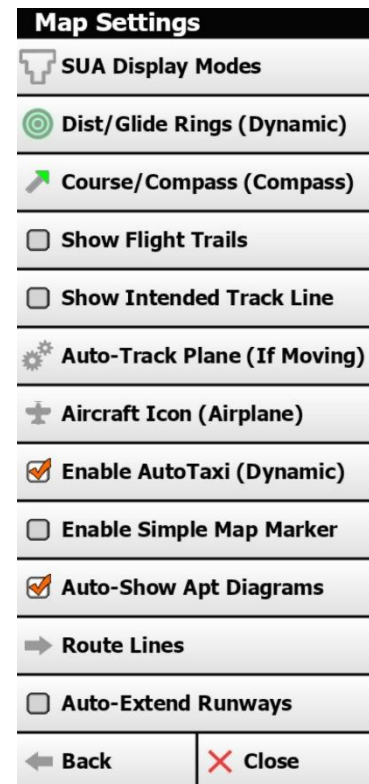 Map Settings
SUA Display Modes
Dist/Glide Rings (Dynamic)
Course/Compass (Compass)
Show Flight Trails
Show Intended Track Line
Auto-Track Plane (If Moving)
Aircraft Icon (Airplane)
Enable AutoTaxi (Dynamic)
Enable Simple Map Marker
Auto-Show Apt Diagrams
Route Lines
Auto-Extend Runways
Back
Close